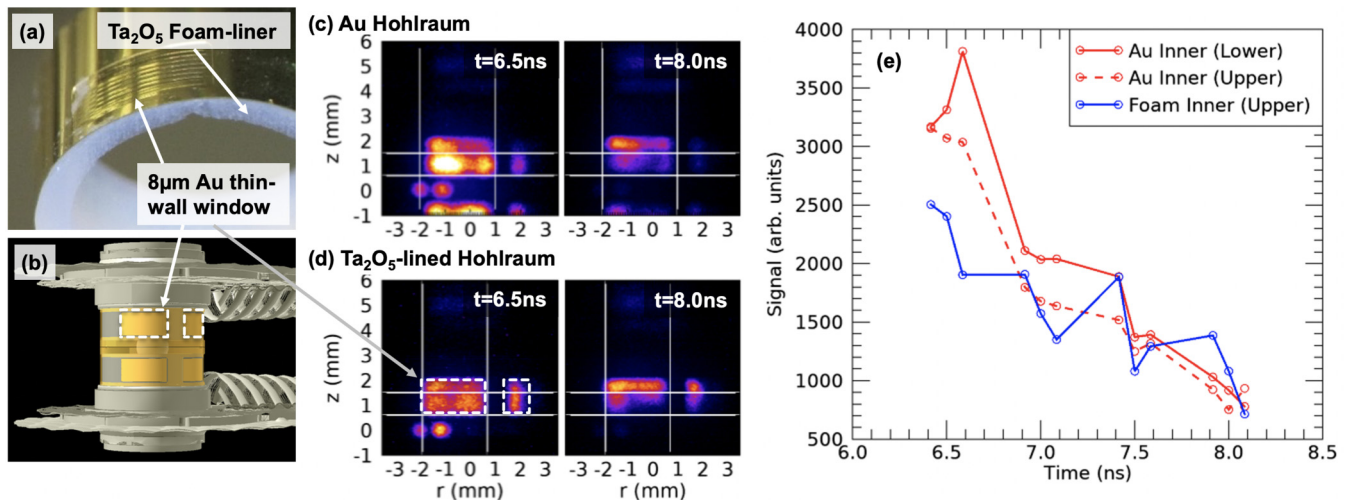 (a)
Ta₂O₅ Foam-liner
8µm Au thin-
wall window
(b)
(c) Au Hohlraum
t=6.5ns
t=8.0ns
z (mm)
6
5
4
3
2
1
0
-1
-3 -2 -1 0 1 2 3
-3 -2 -1 0 1 2 3
(d) Ta₂O₅-lined Hohlraum
t=6.5ns
t=8.0ns
z (mm)
6
5
4
3
2
1
0
-1
-3 -2 -1 0 1 2 3
-3 -2 -1 0 1 2 3
r (mm)
r (mm)
(e)
Au Inner (Lower)
Au Inner (Upper)
Foam Inner (Upper)
Signal (arb. units)
4000
3500
3000
2500
2000
1500
1000
500
6.0 6.5 7.0 7.5 8.0 8.5
Time (ns)